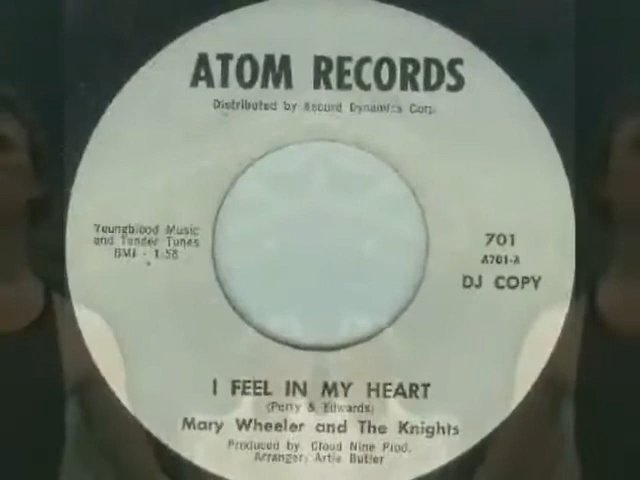 ATOM RECORDS
Distributed by Record Dynamics Corp.
Youngblood Music
and Tender Tunes
BMI - 1:58
701
A701-A
DJ COPY
I FEEL IN MY HEART
(Perry & Edwards)
Mary Wheeler and The Knights
Produced by: Cloud Nine Prod.
Arranger: Artie Butler